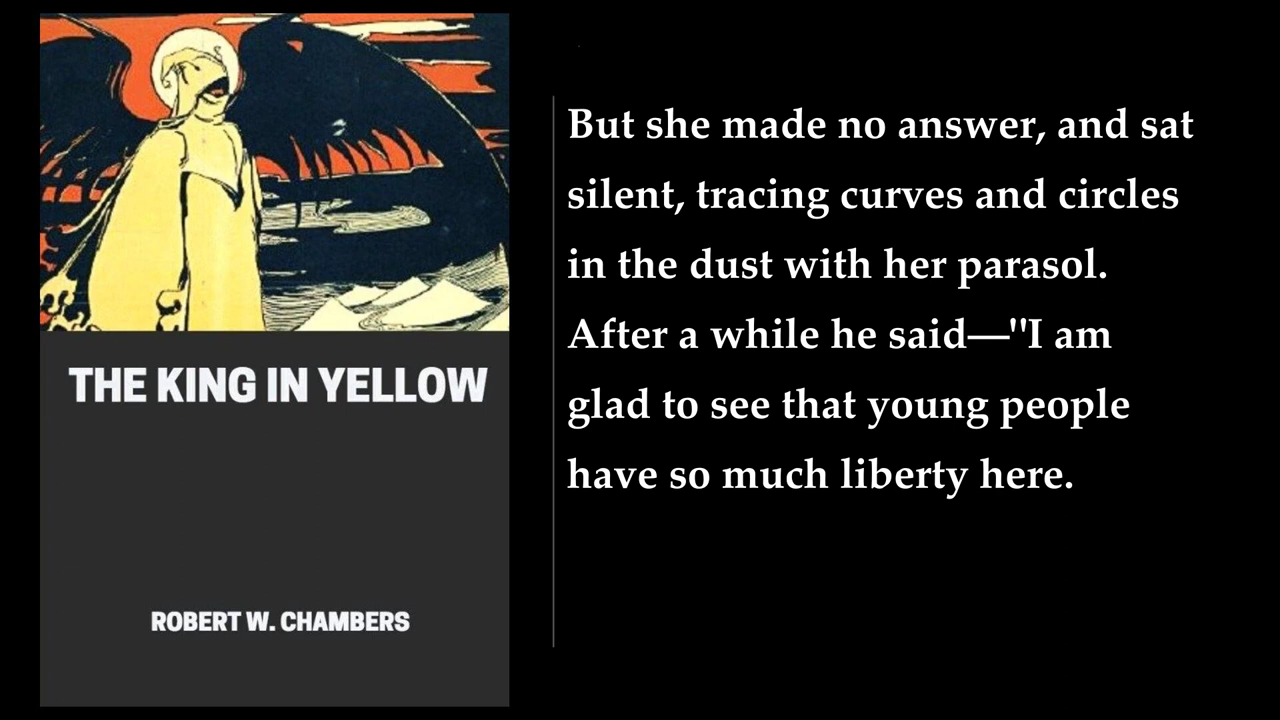 THE KING IN YELLOW
ROBERT W. CHAMBERS
But she made no answer, and sat
silent, tracing curves and circles
in the dust with her parasol.
After a while he said—"I am
glad to see that young people
have so much liberty here.